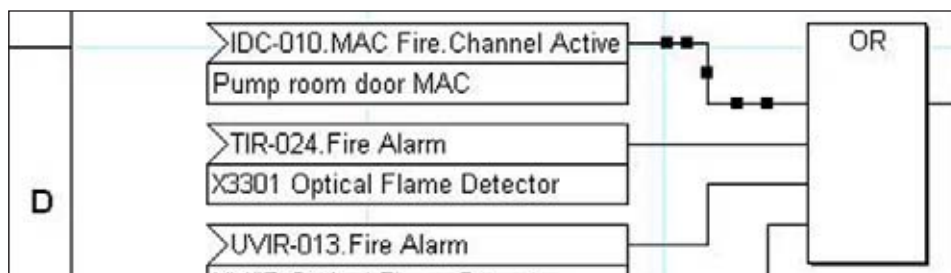 IDC-010.MAC Fire.Channel Active
OR
Pump room door MAC
TIR-024.Fire Alarm
X3301 Optical Flame Detector
D
UVIR-013.Fire Alarm